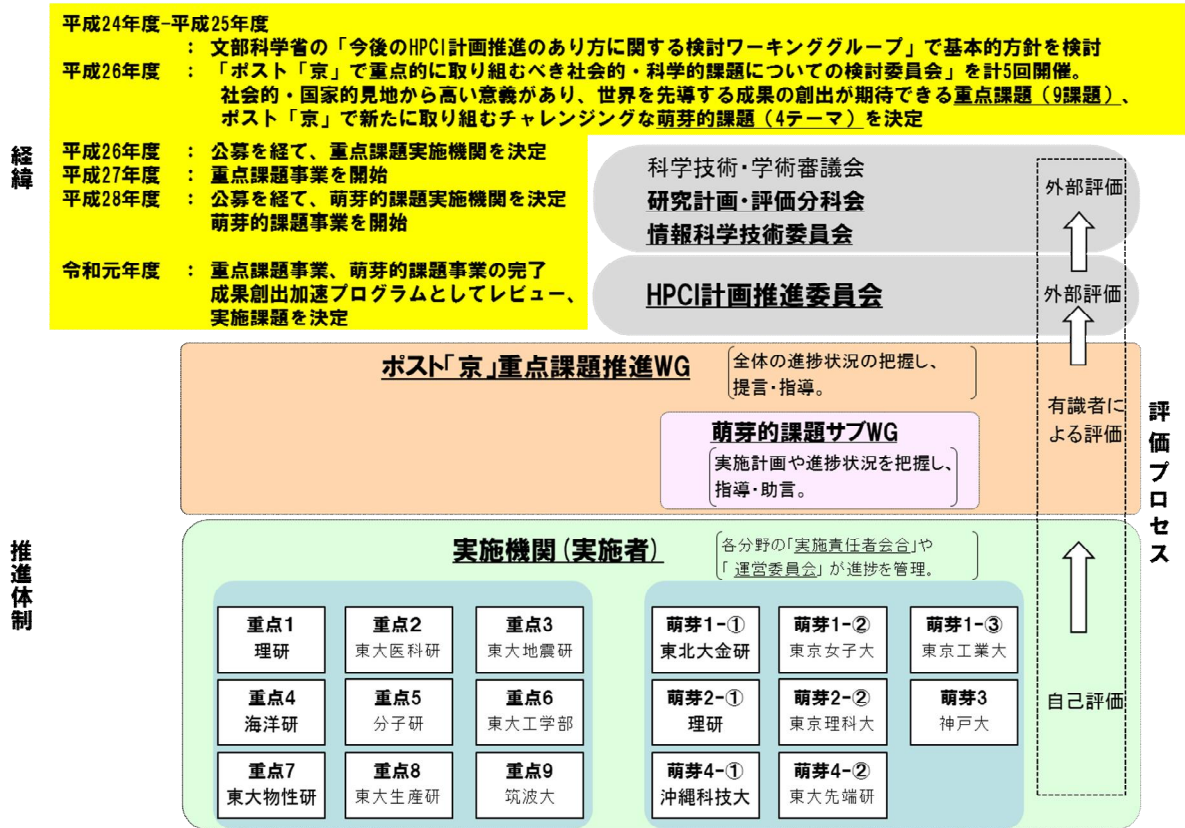 平成24年度-平成25年度
：　文部科学省の「今後のHPCI計画推進のあり方に関する検討ワーキンググループ」で基本的方針を検討
平成26年度　：　「ポスト「京」で重点的に取り組むべき社会的・科学的課題についての検討委員会」を計5回開催。
社会的・国家的見地から高い意義があり、世界を先導する成果の創出が期待できる重点課題（9課題）、
ポスト「京」で新たに取り組むチャレンジングな萌芽的課題（4テーマ）を決定
経緯
平成26年度　：　公募を経て、重点課題実施機関を決定
平成27年度　：　重点課題事業を開始
平成28年度　：　公募を経て、萌芽的課題実施機関を決定
萌芽的課題事業を開始
令和元年度　：　重点課題事業、萌芽的課題事業の完了
成果創出加速プログラムとしてレビュー、
実施課題を決定
科学技術・学術審議会
研究計画・評価分科会
情報科学技術委員会
外部評価
HPCI計画推進委員会
外部評価
ポスト「京」重点課題推進WG
全体の進捗状況の把握し、
提言・指導。
萌芽的課題サブWG
実施計画や進捗状況を把握し、
指導・助言。
有識者に
よる評価
評価プロセス
推進体制
実施機関（実施者）
各分野の「実施責任者会合」や
「 運営委員会」が進捗を管理。
重点1
理研
重点2
東大医科研
重点3
東大地震研
萌芽1-①
東北大金研
萌芽1-②
東京女子大
萌芽1-③
東京工業大
重点4
海洋研
重点5
分子研
重点6
東大工学部
萌芽2-①
理研
萌芽2-②
東京理科大
萌芽3
神戸大
自己評価
重点7
東大物性研
重点8
東大生産研
重点9
筑波大
萌芽4-①
沖縄科技大
萌芽4-②
東大先端研